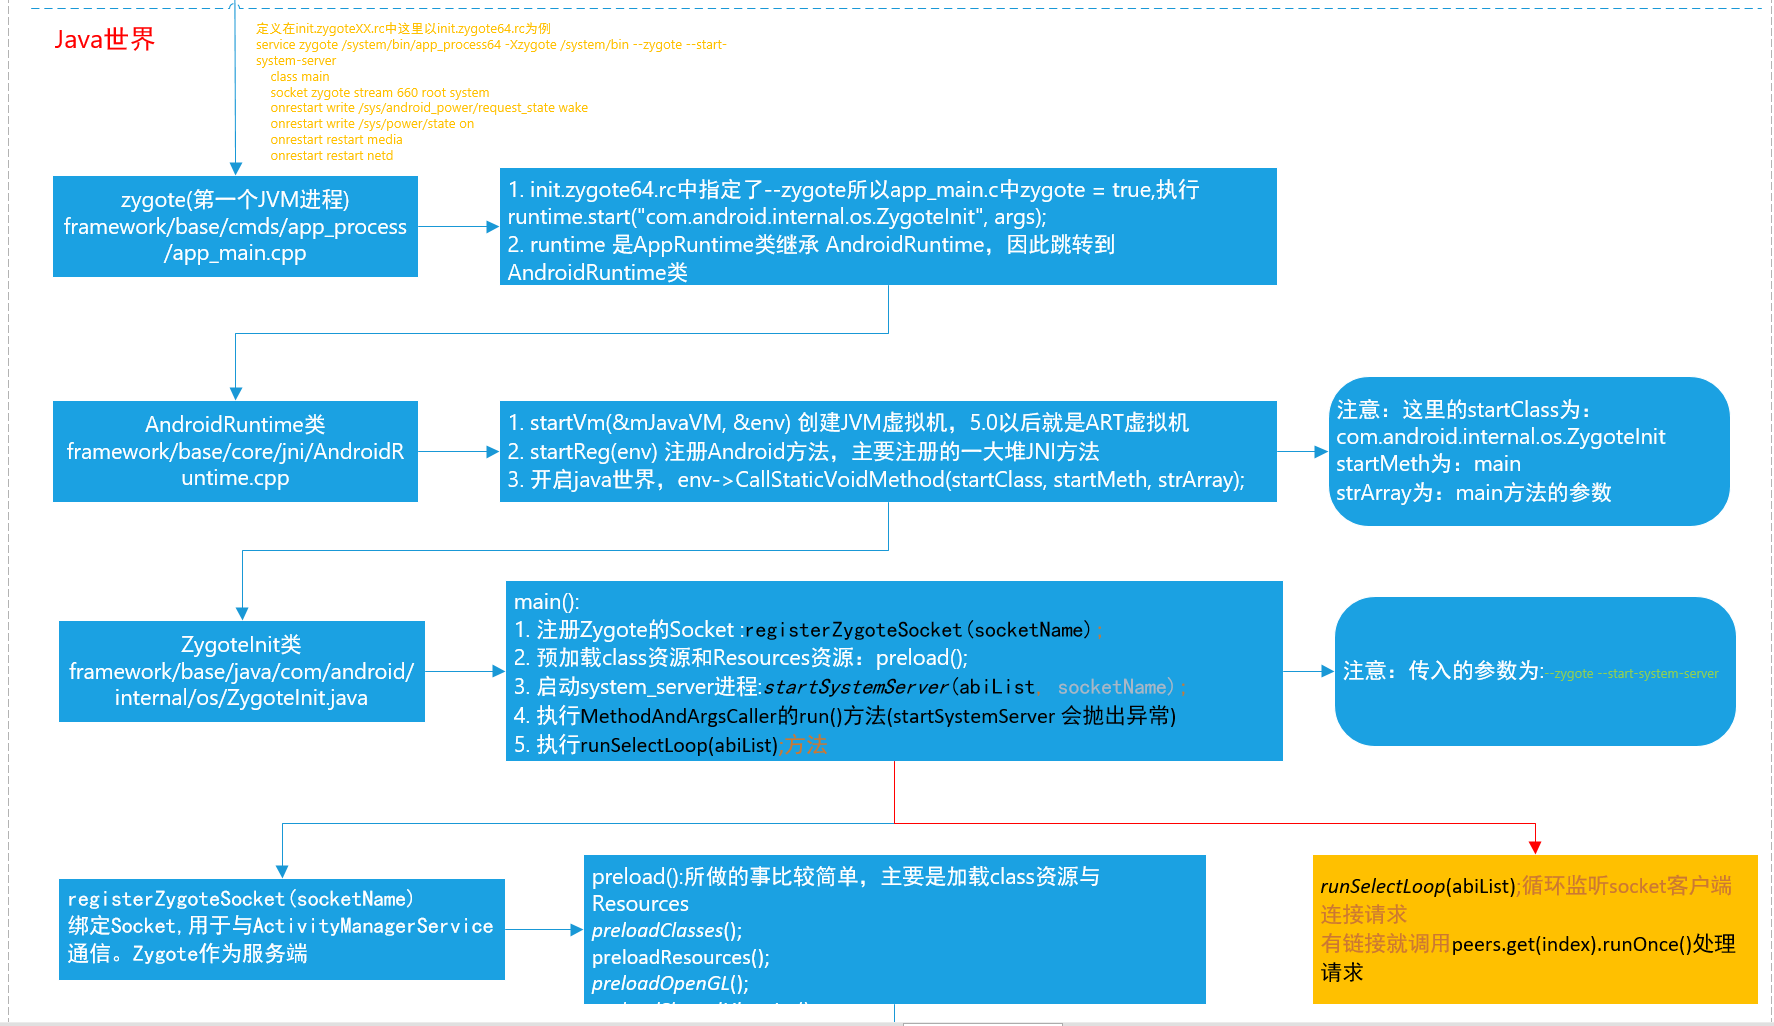 Java世界
定义在init.zygoteXX.rc中这里以init.zygote64.rc为例
service zygote /system/bin/app_process64 -Xzygote /system/bin --zygote --start-
system-server
class main
socket zygote stream 660 root system
onrestart write /sys/android_power/request_state wake
onrestart write /sys/power/state on
onrestart restart media
onrestart restart netd
zygote(第一个JVM进程)
framework/base/cmds/app_process
/app_main.cpp
1. init.zygote64.rc中指定了--zygote所以app_main.c中zygote = true,执行
runtime.start("com.android.internal.os.ZygoteInit", args);
2. runtime 是AppRuntime类继承 AndroidRuntime，因此跳转到
AndroidRuntime类
AndroidRuntime类
framework/base/core/jni/AndroidR
untime.cpp
1. startVm(&mJavaVM, &env) 创建JVM虚拟机，5.0以后就是ART虚拟机
2. startReg(env) 注册Android方法，主要注册的一大堆JNI方法
3. 开启java世界，env->CallStaticVoidMethod(startClass, startMeth, strArray);
注意：这里的startClass为：
com.android.internal.os.ZygoteInit
startMeth为：main
strArray为：main方法的参数
ZygoteInit类
framework/base/java/com/android/
internal/os/ZygoteInit.java
main():
1. 注册Zygote的Socket :registerZygoteSocket(socketName);
2. 预加载class资源和Resources资源：preload();
3. 启动system_server进程:startSystemServer(abiList, socketName);
4. 执行MethodAndArgsCaller的run()方法(startSystemServer 会抛出异常)
5. 执行runSelectLoop(abiList);方法
注意：传入的参数为:--zygote --start-system-server
registerZygoteSocket(socketName)
绑定Socket,用于与ActivityManagerService
通信。Zygote作为服务端
preload():所做的事比较简单，主要是加载class资源与
Resources
preloadClasses();
preloadResources();
preloadOpenGL();
runSelectLoop(abiList);循环监听socket客户端
连接请求
有链接就调用peers.get(index).runOnce()处理
请求